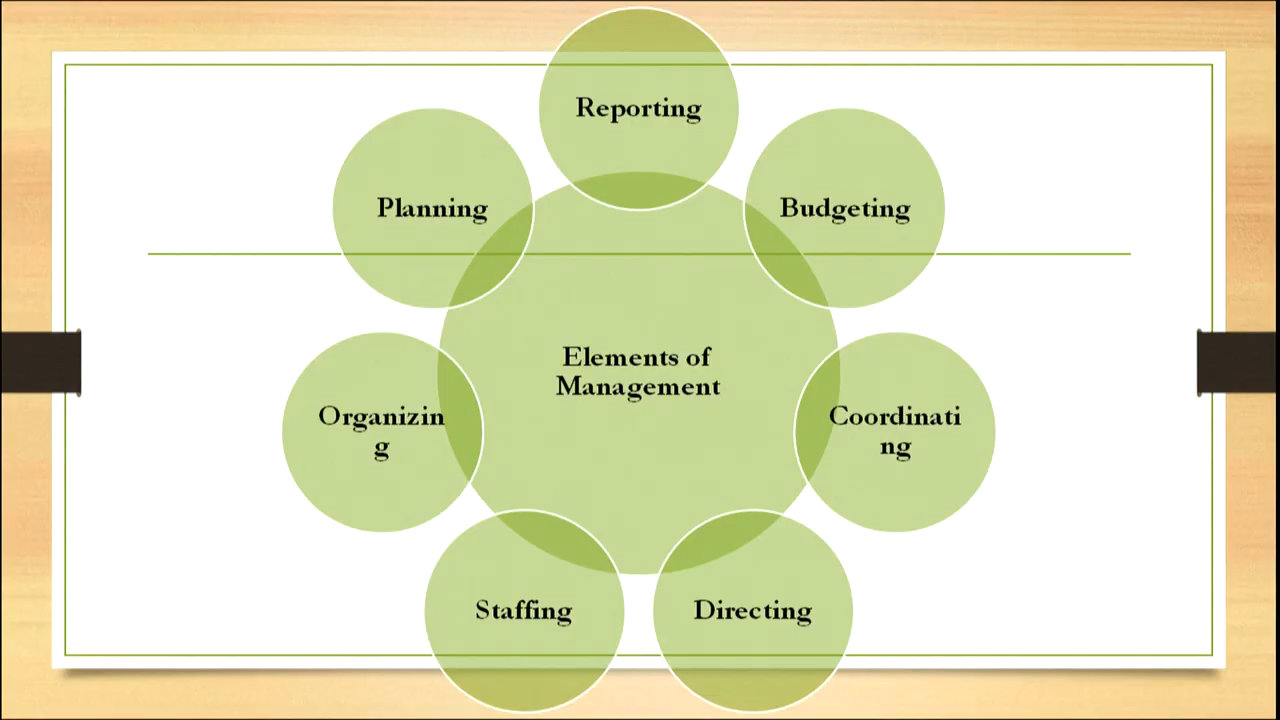 Reporting
Planning
Budgeting
Elements of
Management
Organizin
g
Coordinati
ng
Staffing
Directing